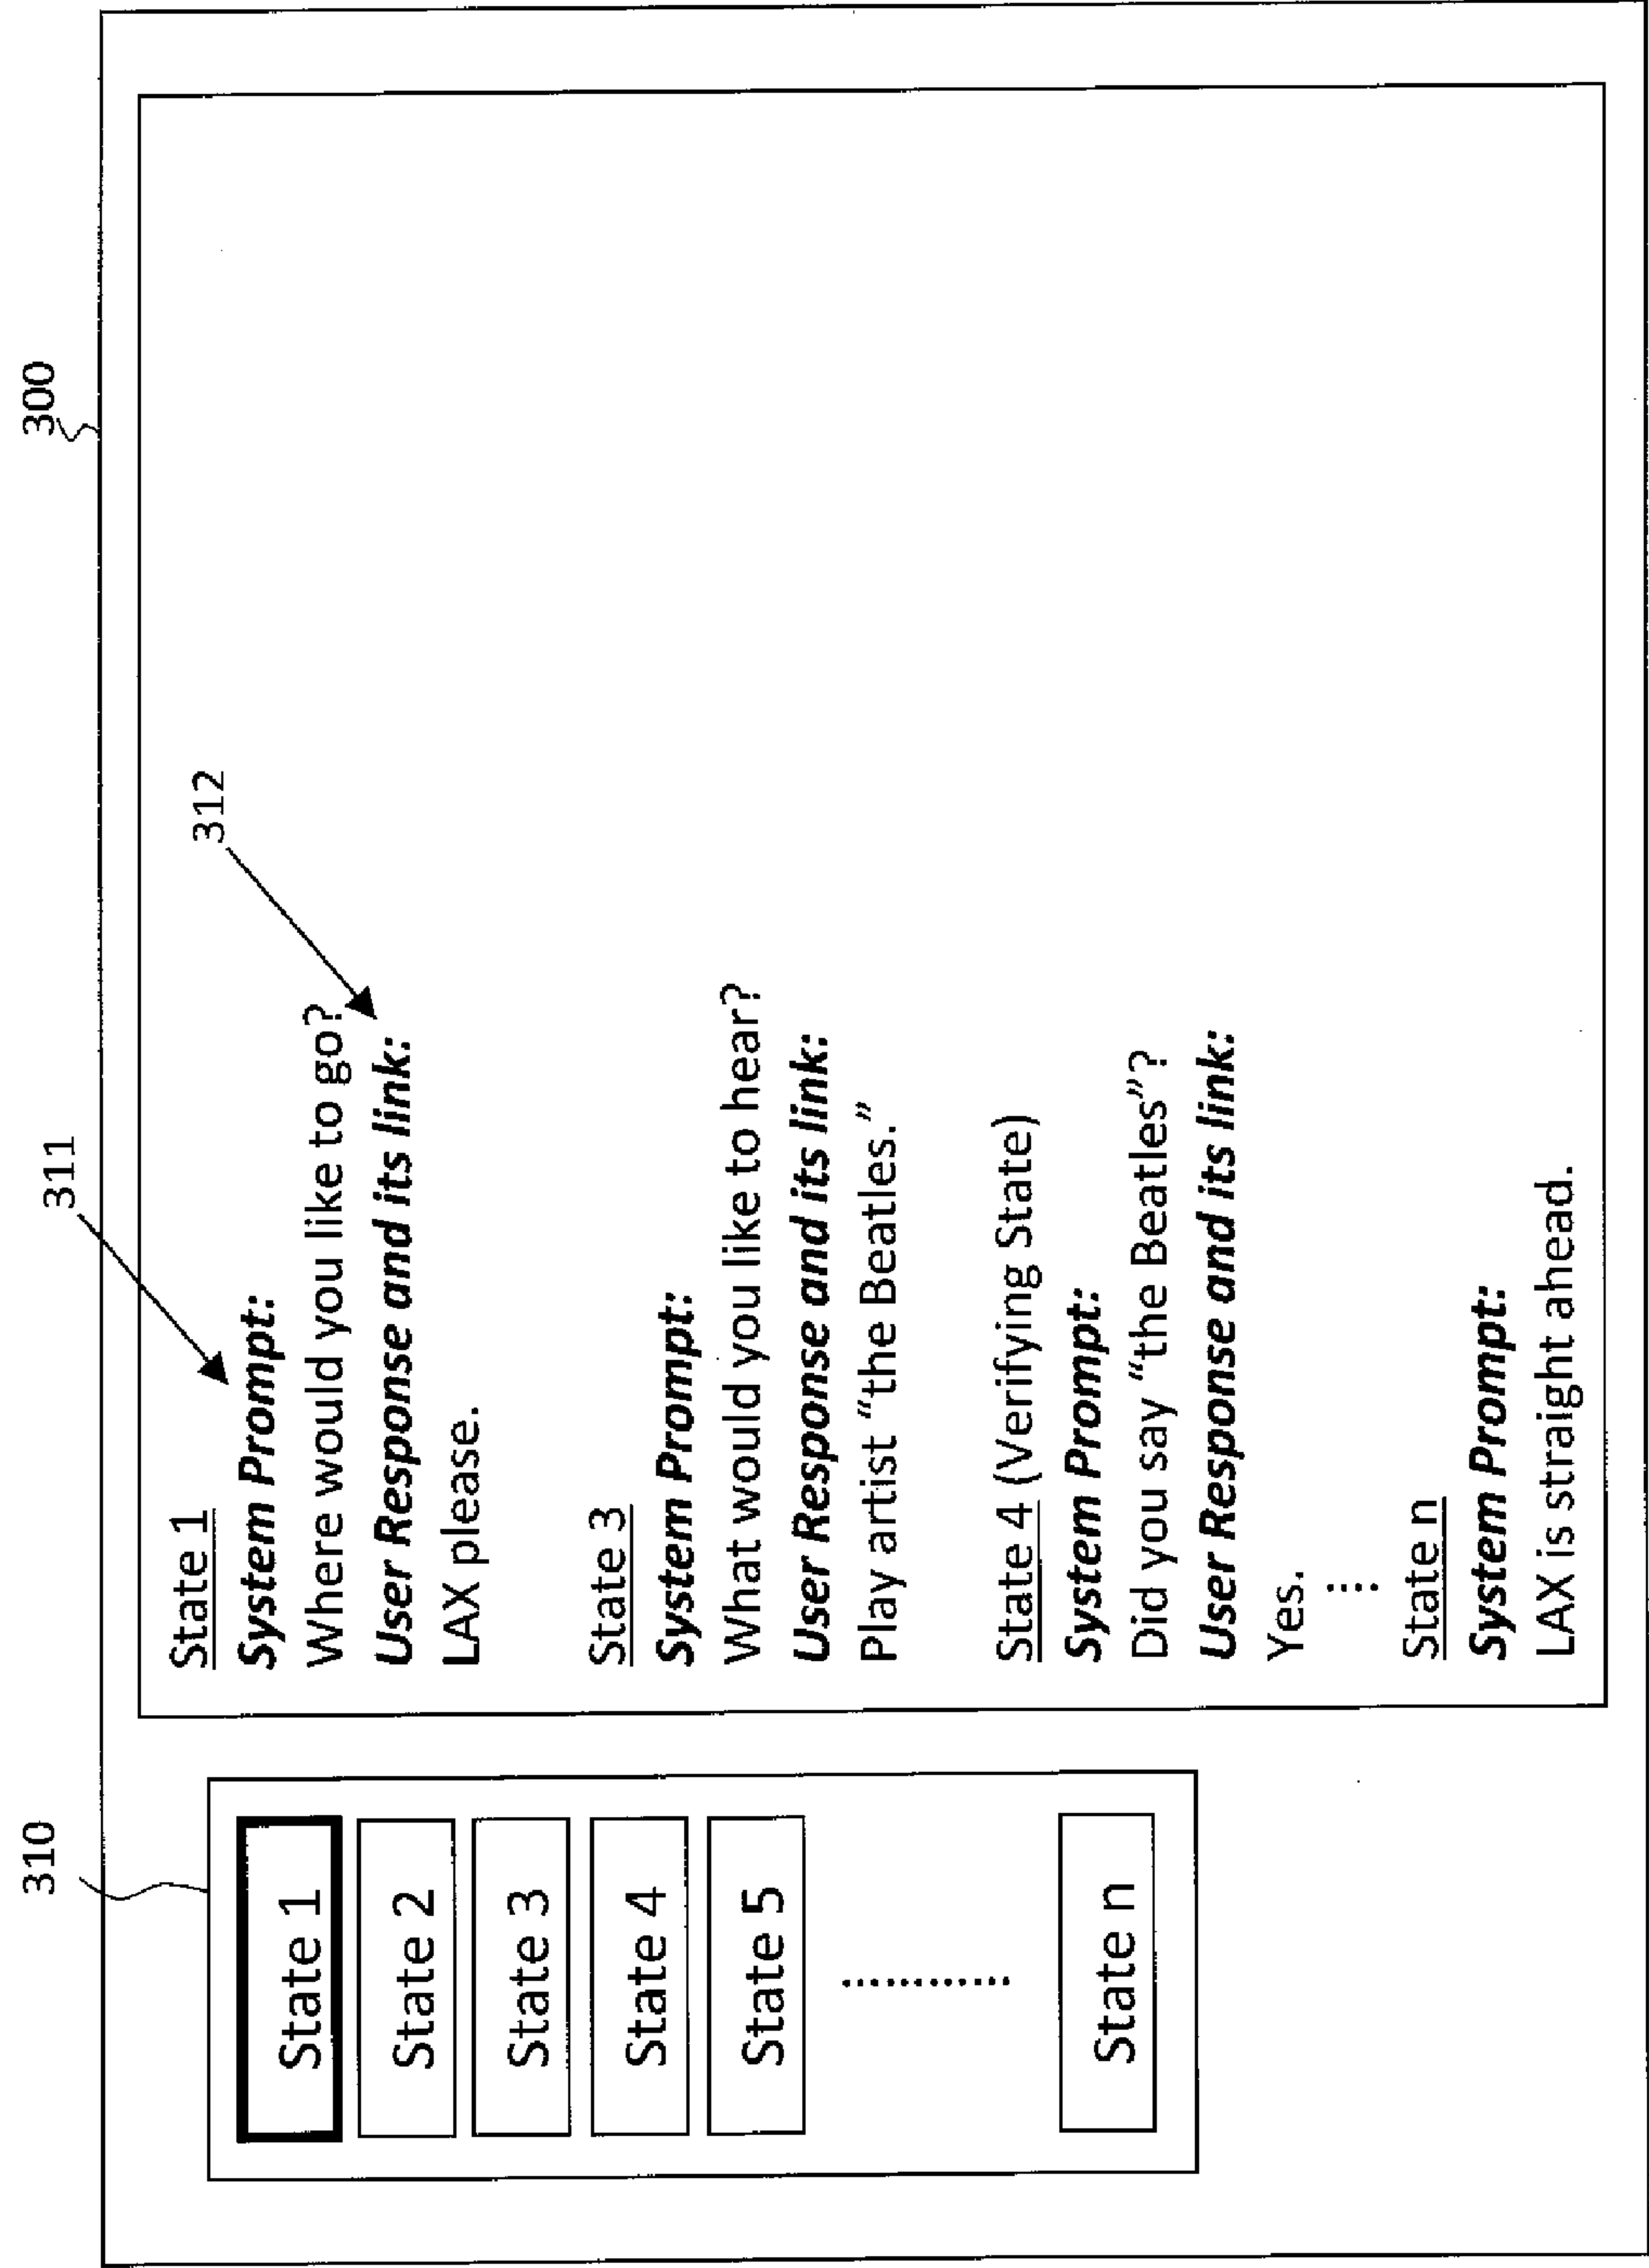 300
310
311
312
State 1
State 2
State 3
State 4
State 5
............
State n
State 1
System Prompt:
Where would you like to go?
User Response and its link:
LAX please.
State 3
System Prompt:
What would you like to hear?
User Response and its link:
Play artist “the Beatles.”
State 4 (Verifying State)
System Prompt:
Did you say “the Beatles”?
User Response and its link:
Yes.
⋮
State n
System Prompt:
LAX is straight ahead.